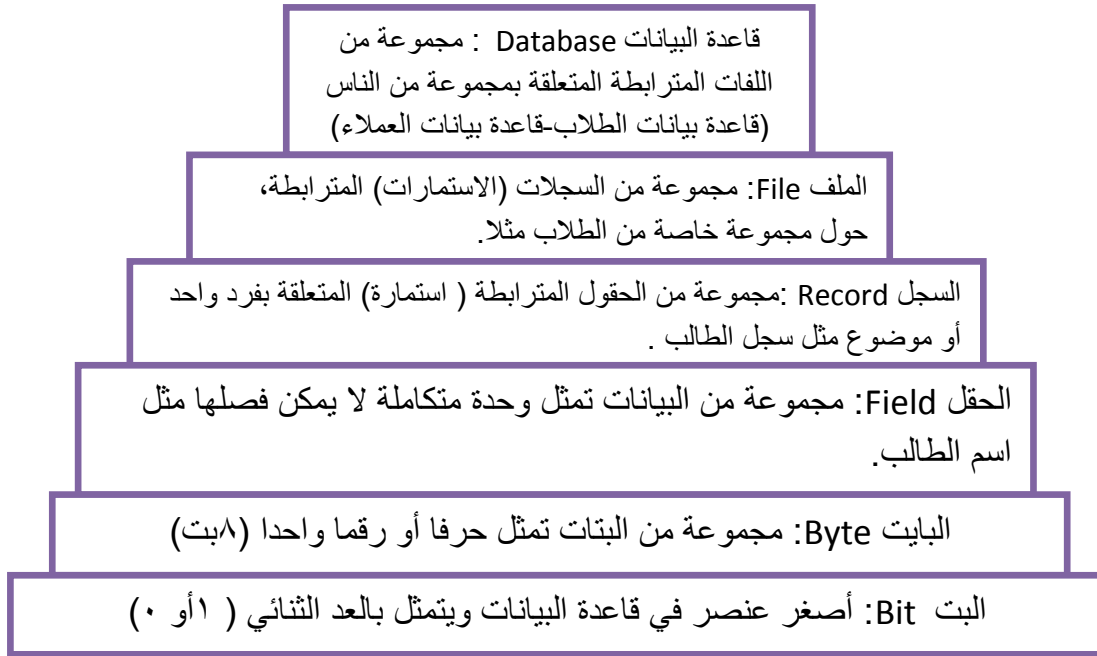 قاعدة البيانات Database : مجموعة من
اللفات المترابطة المتعلقة بمجموعة من الناس
(قاعدة بيانات الطلاب-قاعدة بيانات العملاء)
الملف File: مجموعة من السجلات (الاستمارات) المترابطة،
حول مجموعة خاصة من الطلاب مثلا.
السجل Record :مجموعة من الحقول المترابطة ( استمارة) المتعلقة بفرد واحد
أو موضوع مثل سجل الطالب .
الحقل Field: مجموعة من البيانات تمثل وحدة متكاملة لا يمكن فصلها مثل
اسم الطالب.
البايت Byte: مجموعة من البتات تمثل حرفا أو رقما واحدا (٨بت)
البت Bit: أصغر عنصر في قاعدة البيانات ويتمثل بالعد الثنائي ( ١أو ٠)